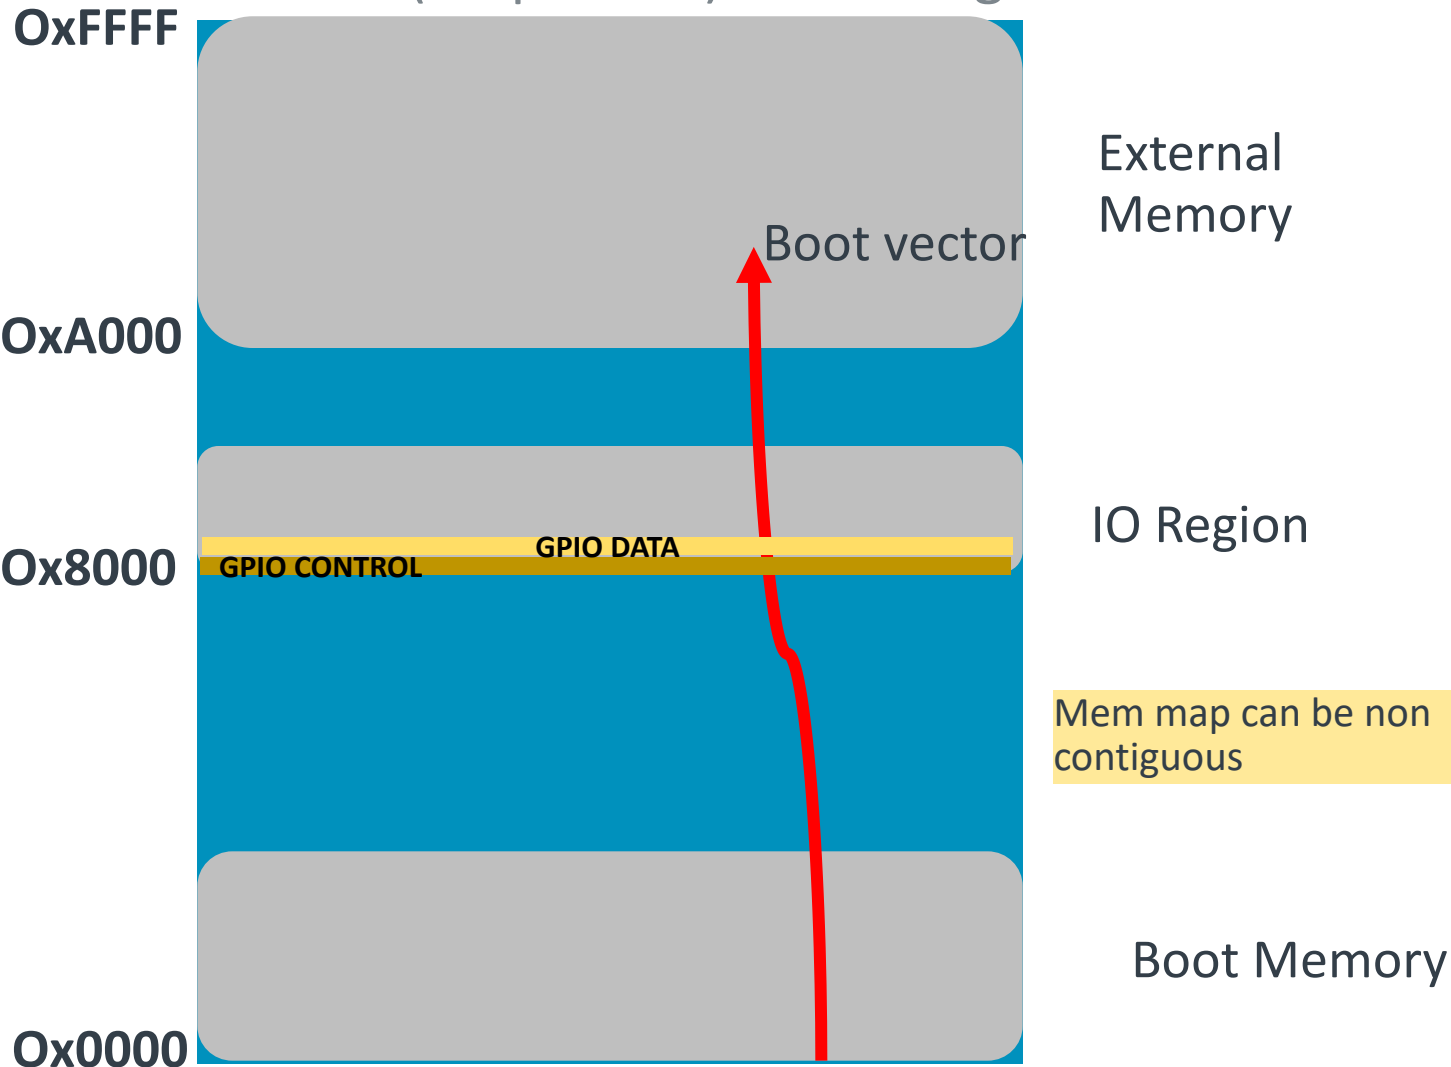 OxFFFF
External
Memory
Boot vector
OxA000
IO Region
GPIO DATA
Ox8000
GPIO CONTROL
Mem map can be non
contiguous
Boot Memory
Ox0000